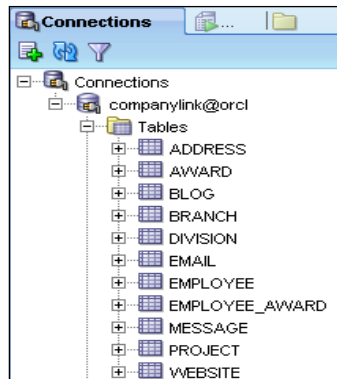 Connections
...
Connections
companylink@orcl
Tables
ADDRESS
AWARD
BLOG
BRANCH
DIVISION
EMAIL
EMPLOYEE
EMPLOYEE_AWARD
MESSAGE
PROJECT
WEBSITE